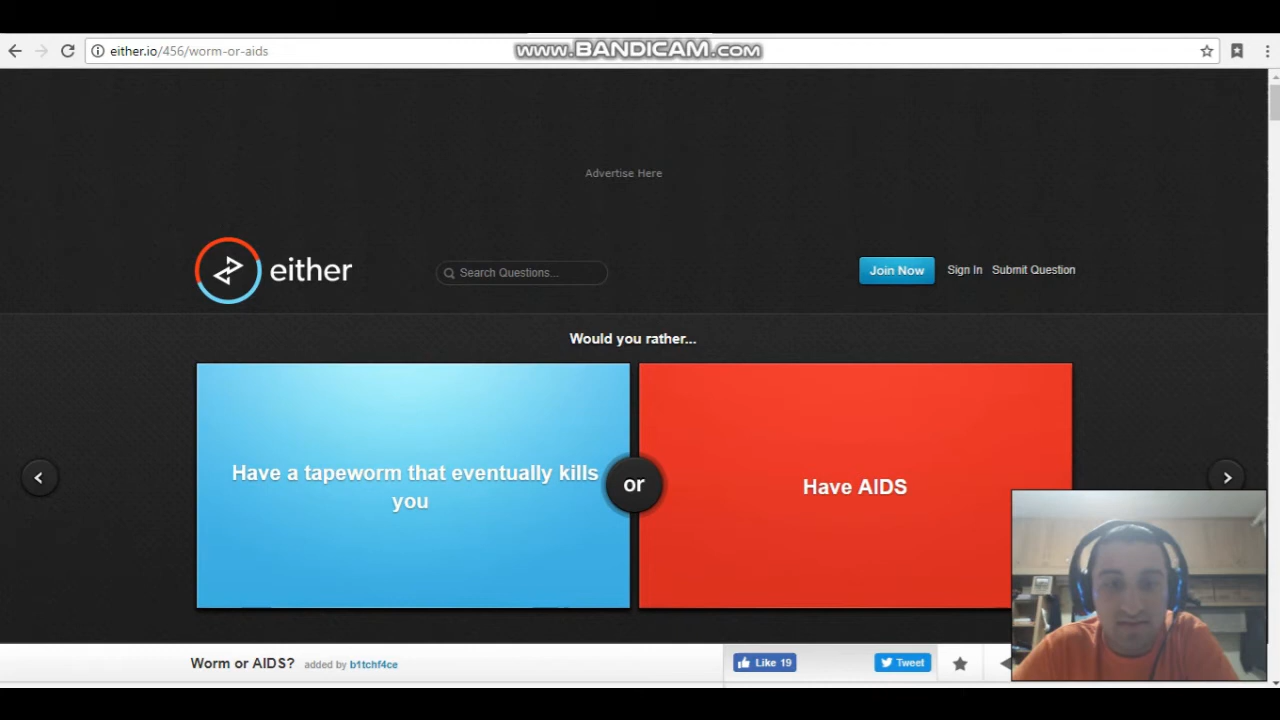 either.io/456/worm-or-aids
www.BANDICAM.com
Advertise Here
either
Search Questions...
Join Now
Sign In
Submit Question
Would you rather...
Have a tapeworm that eventually kills
you
or
Have AIDS
Worm or AIDS?
added by b1tchf4ce
Like 19
Tweet